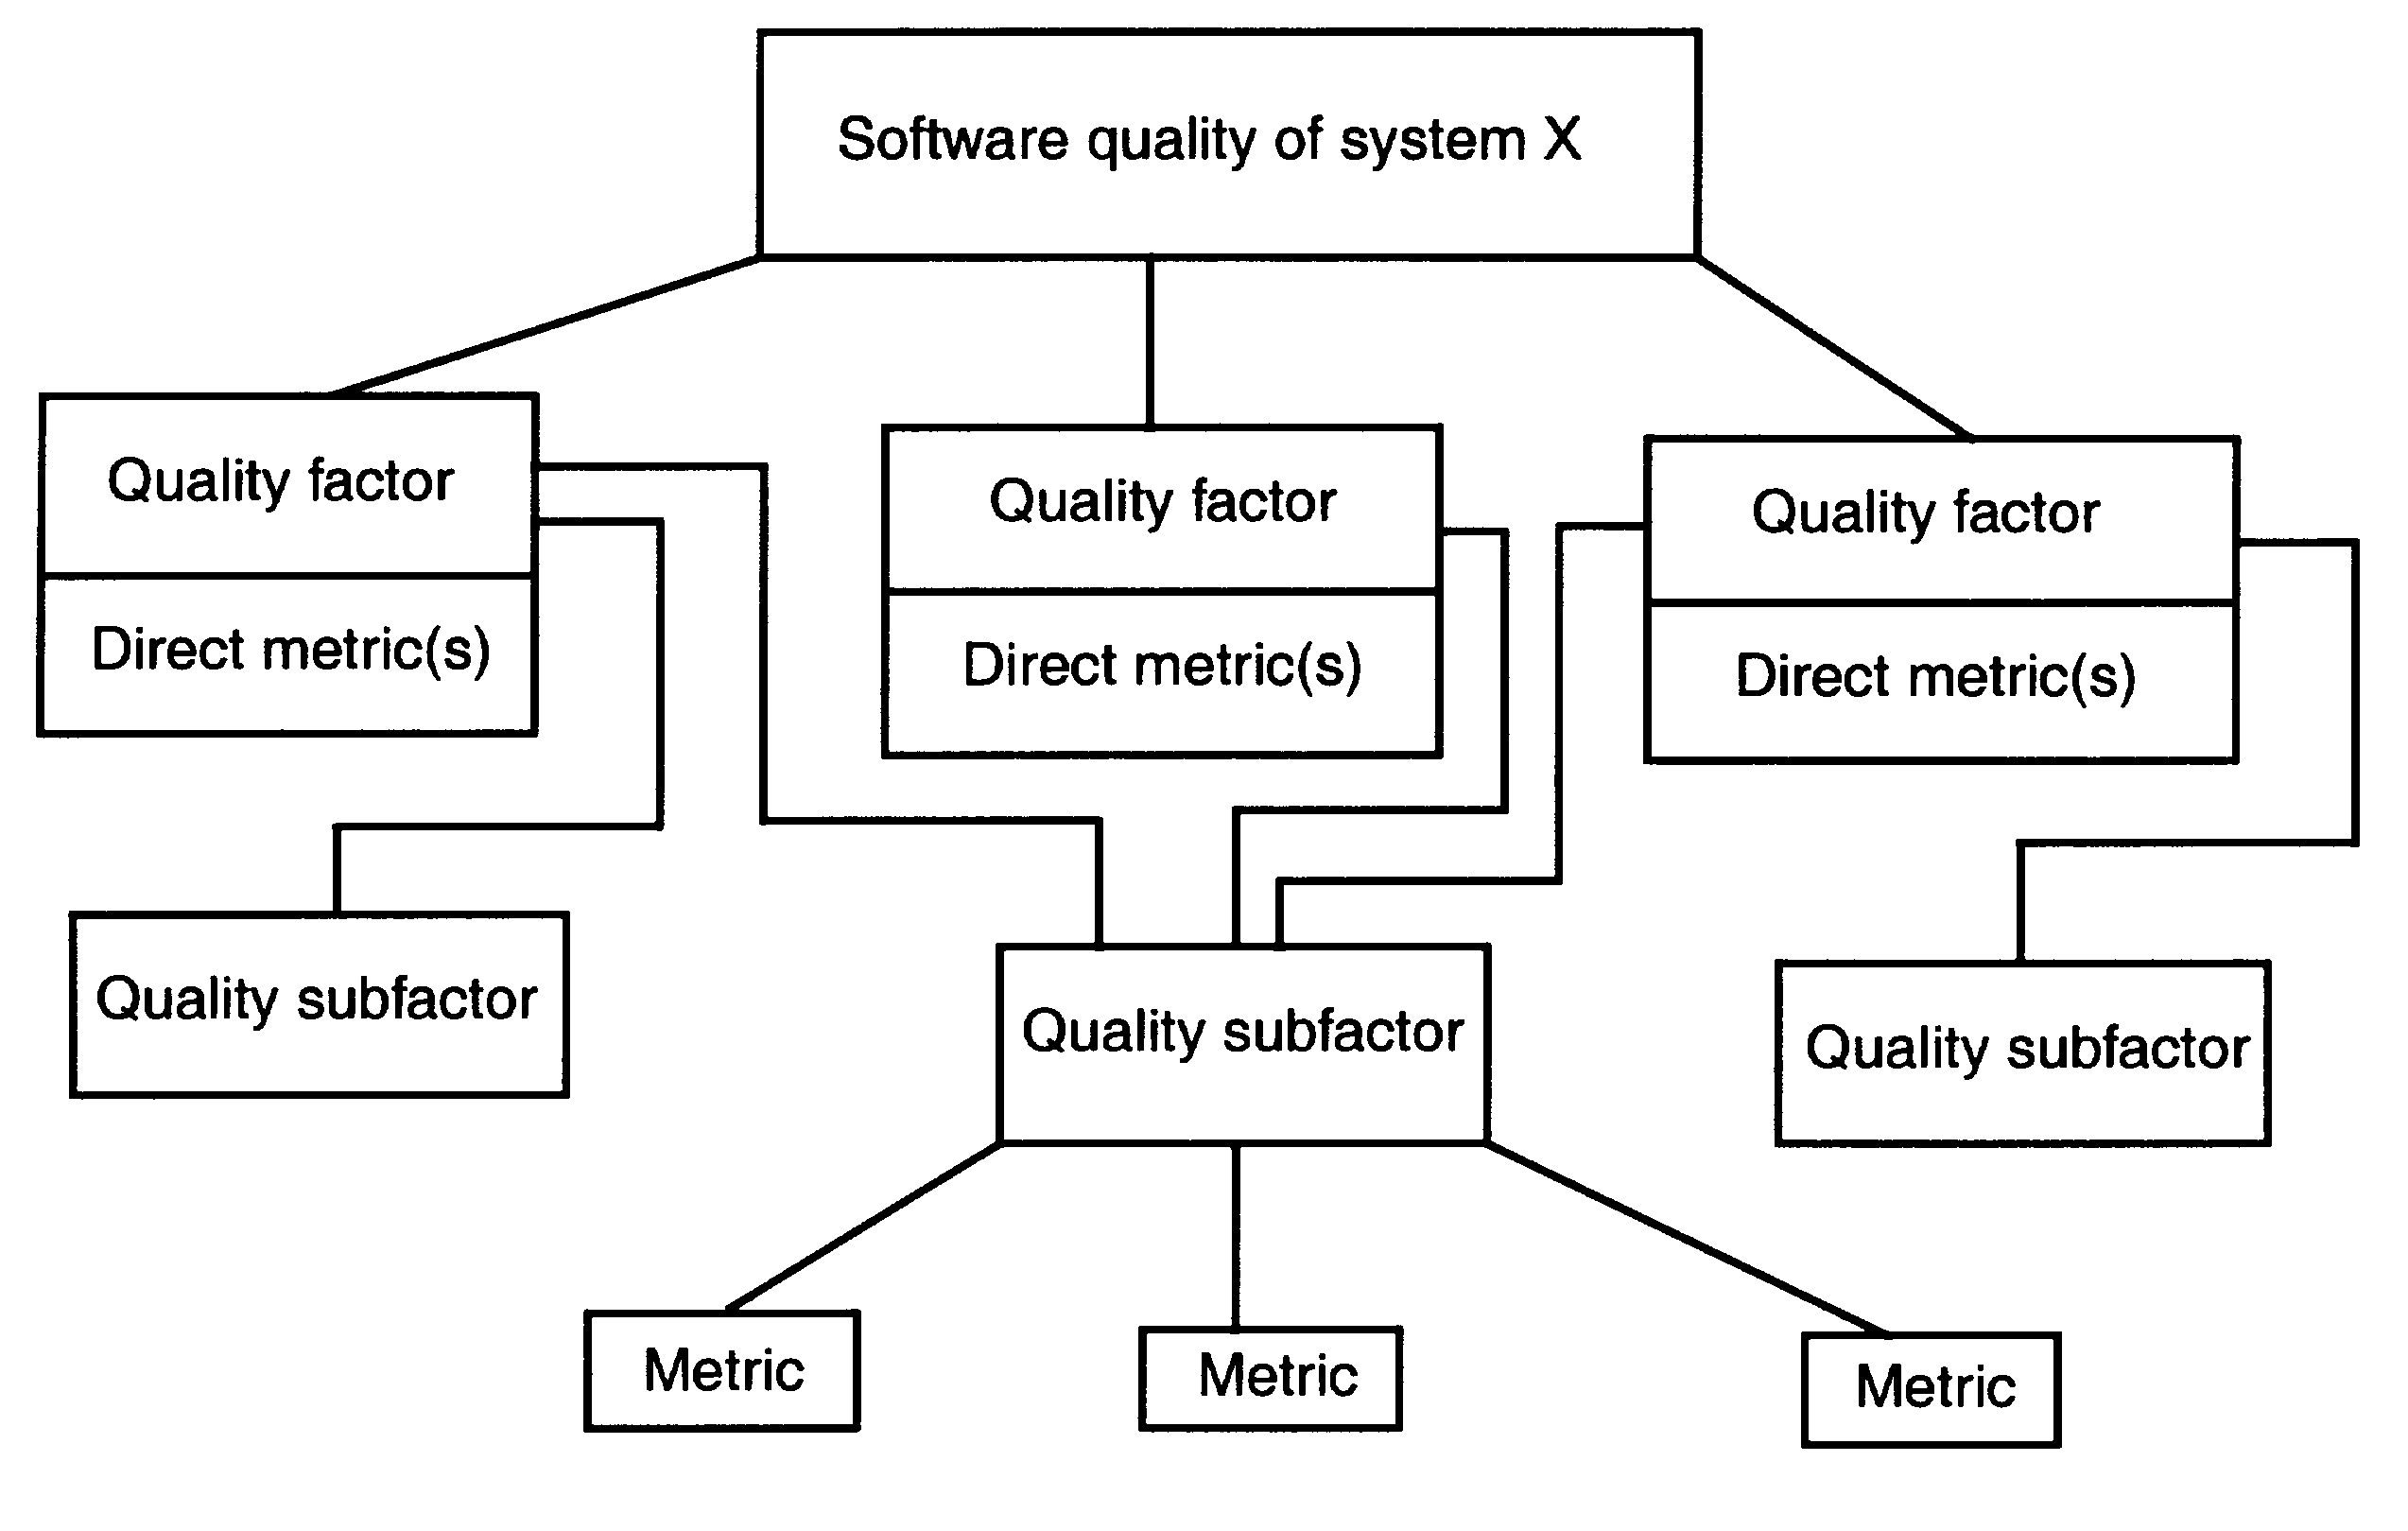 Software quality of system X
Quality factor
Direct metric(s)
Quality factor
Direct metric(s)
Quality factor
Direct metric(s)
Quality subfactor
Quality subfactor
Quality subfactor
Metric
Metric
Metric